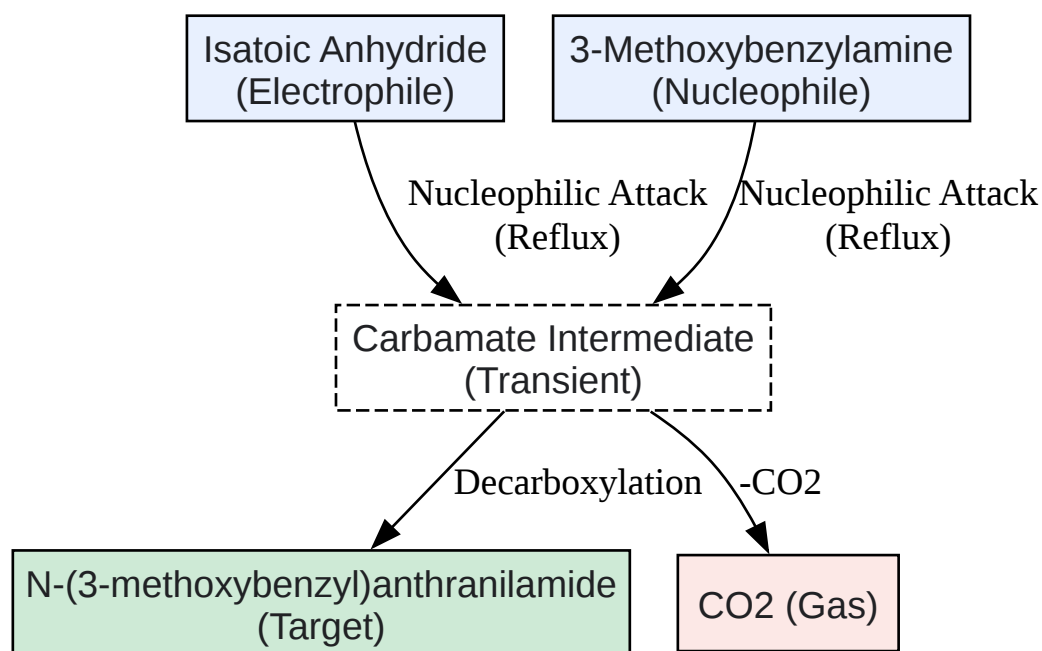 Isatoic Anhydride
(Electrophile)
3-Methoxybenzylamine
(Nucleophile)
Nucleophilic Attack
(Reflux)
Nucleophilic Attack
(Reflux)
Carbamate Intermediate
(Transient)
Decarboxylation
-CO2
N-(3-methoxybenzyl)anthranilamide
(Target)
CO2 (Gas)